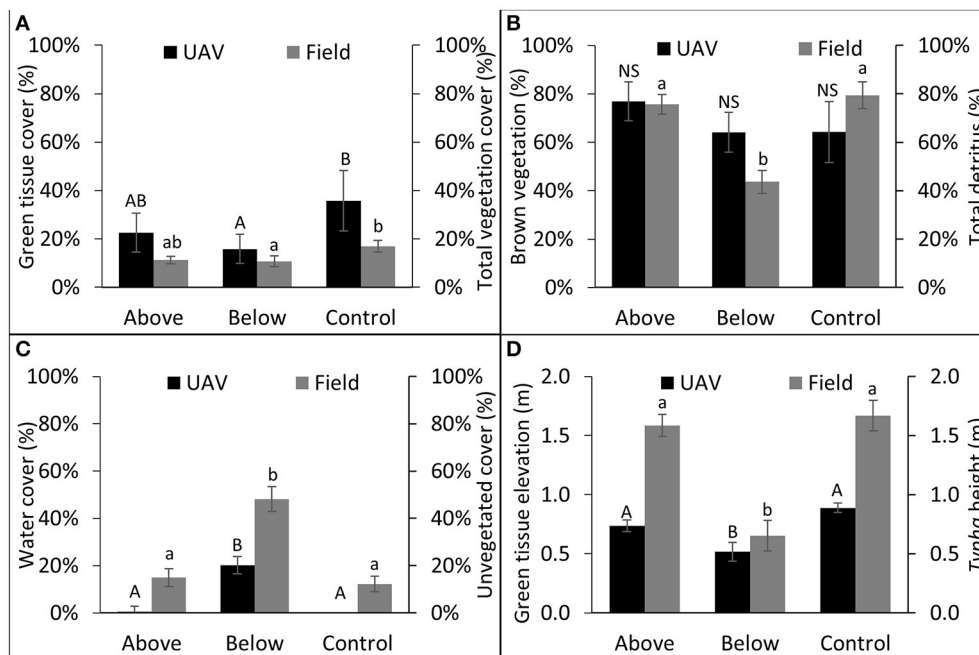 A
UAV Field
Green tissue cover (%)
Total vegetation cover (%)
100% 100%
80% 80%
60% 60%
40% 40%
20% 20%
0% 0%
AB ab A a B b
Above Below Control
B
UAV Field
Brown vegetation (%)
Total detritus (%)
100% 100%
80% 80%
60% 60%
40% 40%
20% 20%
0% 0%
NS a NS b NS a
Above Below Control
C
UAV Field
Water cover (%)
Unvegetated cover (%)
100% 100%
80% 80%
60% 60%
40% 40%
20% 20%
0% 0%
A a B b A a
Above Below Control
D
UAV Field
Green tissue elevation (m)
Typha height (m)
2.0 2.0
1.5 1.5
1.0 1.0
0.5 0.5
0.0 0.0
A a B b A a
Above Below Control